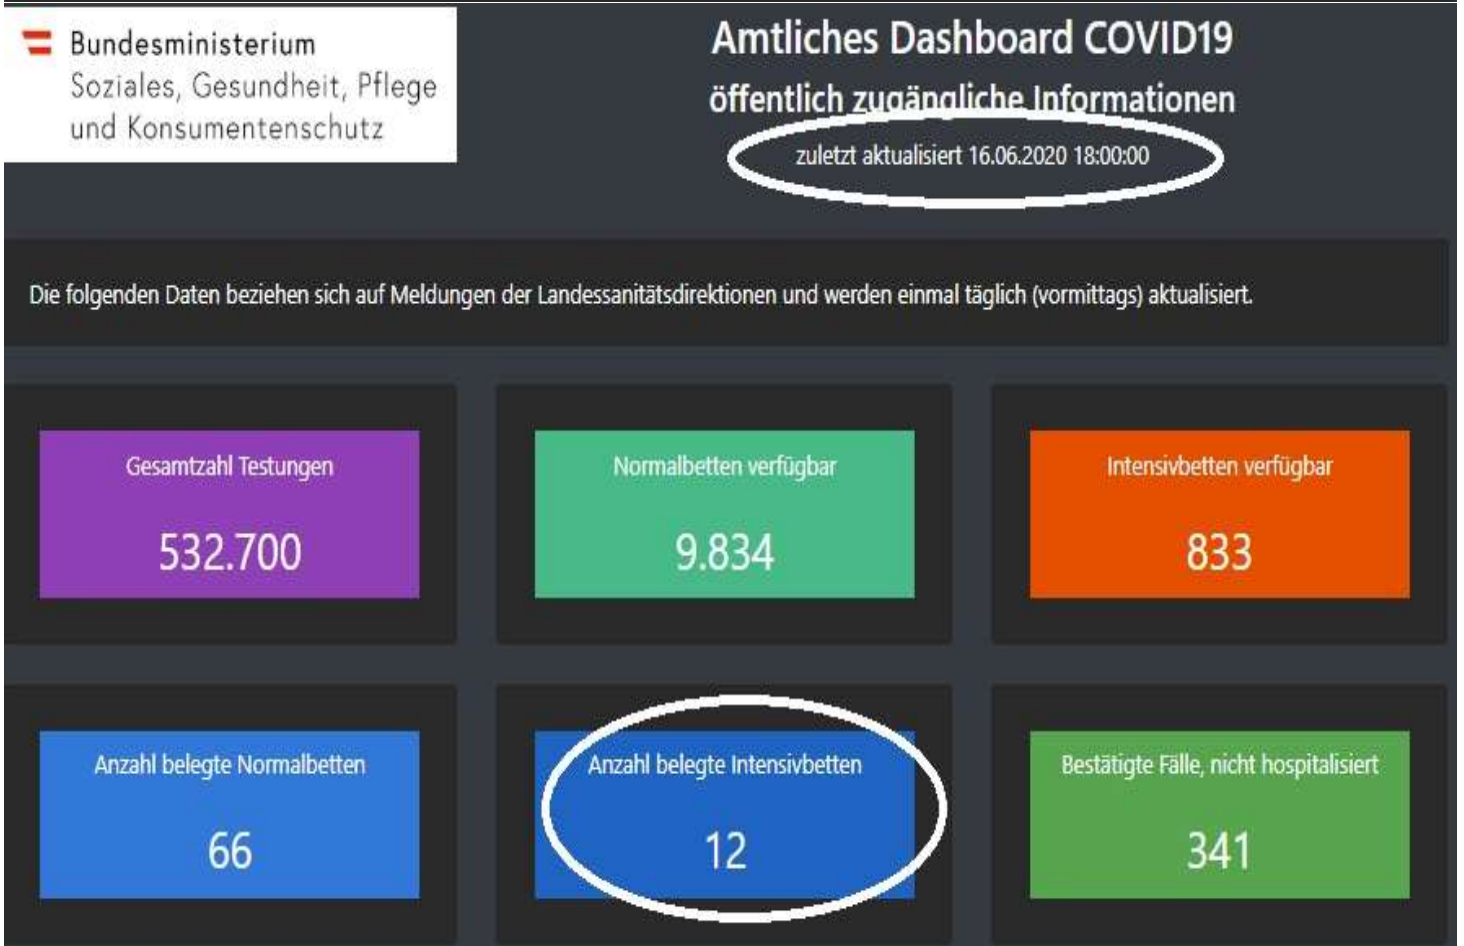 Bundesministerium
Soziales, Gesundheit, Pflege
und Konsumentenschutz
Amtliches Dashboard COVID19
öffentlich zugängliche Informationen
zuletzt aktualisiert 16.06.2020 18:00:00
Die folgenden Daten beziehen sich auf Meldungen der Landessanitätsdirektionen und werden einmal täglich (vormittags) aktualisiert.
Gesamtzahl Testungen
532.700
Normalbetten verfügbar
9.834
Intensivbetten verfügbar
833
Anzahl belegte Normalbetten
66
Anzahl belegte Intensivbetten
12
Bestätigte Fälle, nicht hospitalisiert
341